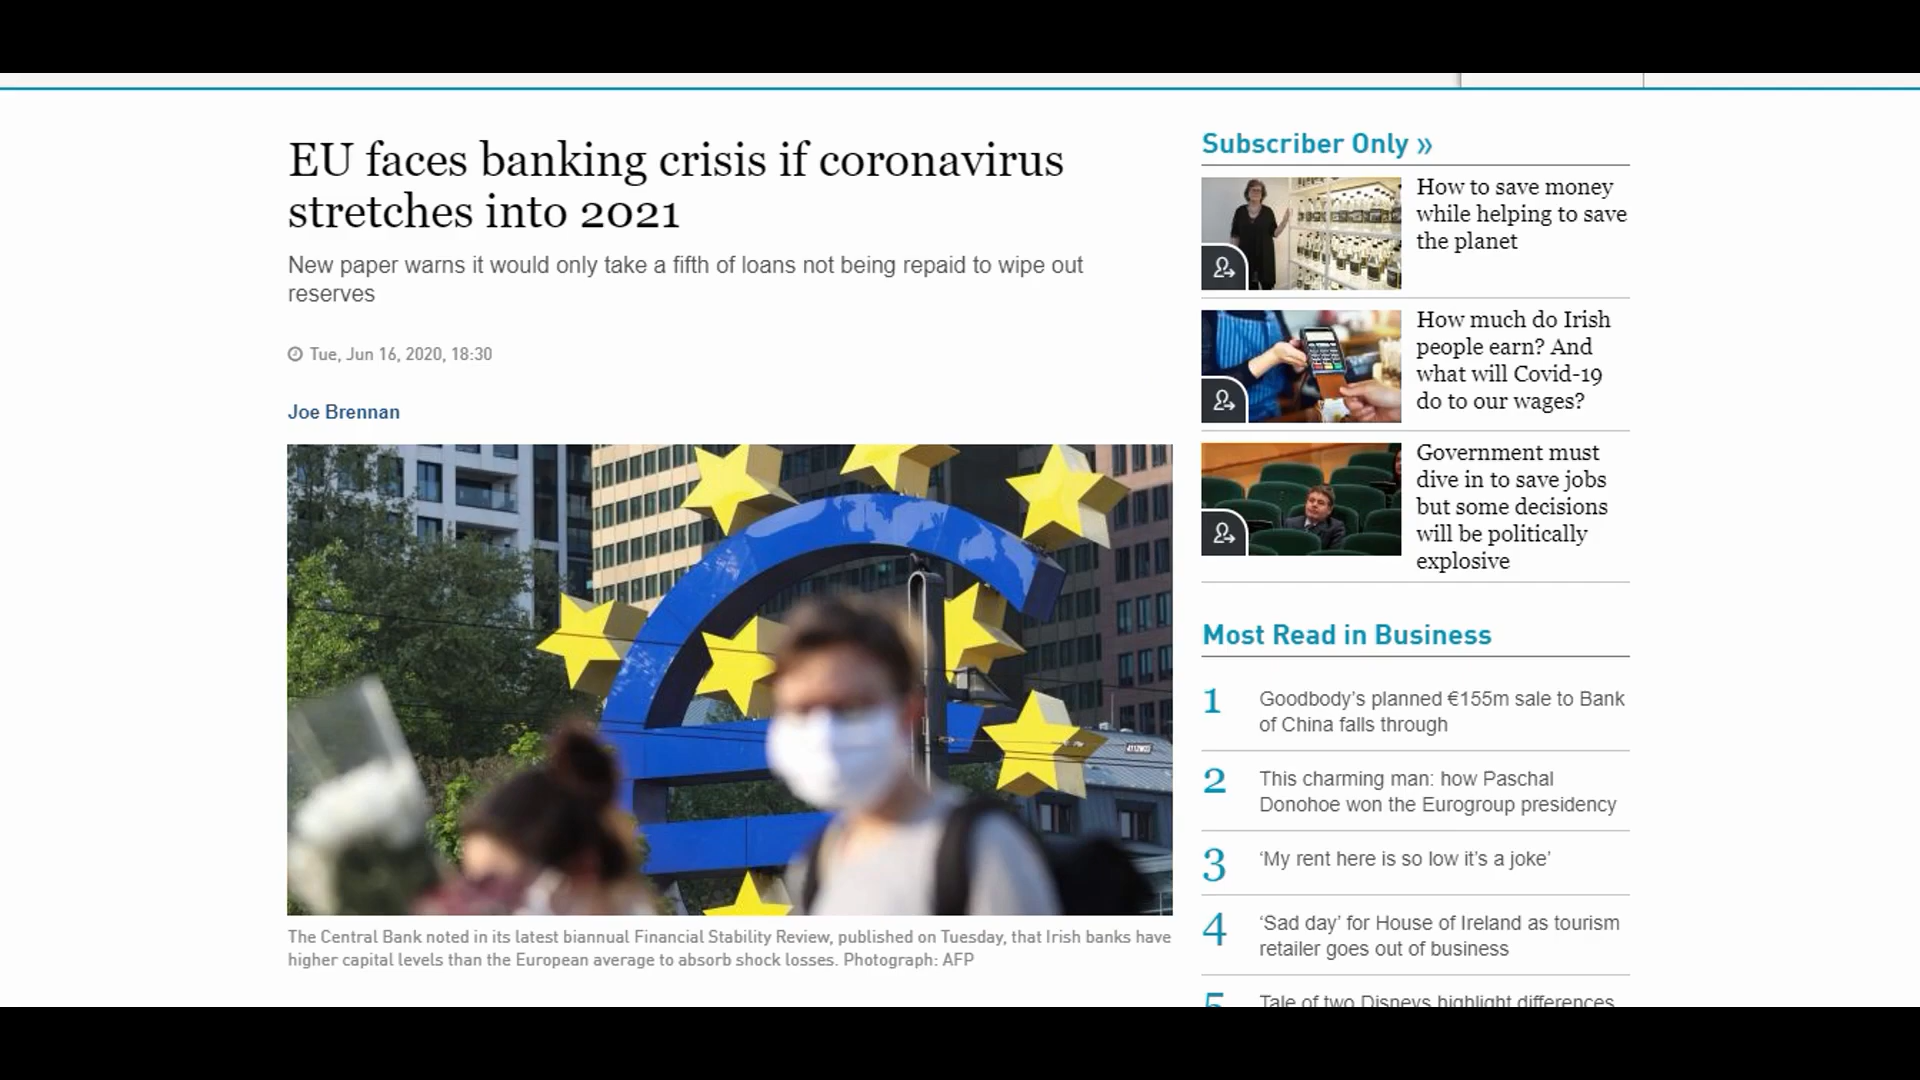 EU faces banking crisis if coronavirus
stretches into 2021
New paper warns it would only take a fifth of loans not being repaid to wipe out
reserves
Tue, Jun 16, 2020, 18:30
Joe Brennan
The Central Bank noted in its latest biannual Financial Stability Review, published on Tuesday, that Irish banks have
higher capital levels than the European average to absorb shock losses. Photograph: AFP
Subscriber Only »
How to save money
while helping to save
the planet
How much do Irish
people earn? And
what will Covid-19
do to our wages?
Government must
dive in to save jobs
but some decisions
will be politically
explosive
Most Read in Business
1 Goodbody's planned €155m sale to Bank
of China falls through
2 This charming man: how Paschal
Donohoe won the Eurogroup presidency
3 ‘My rent here is so low it's a joke’
4 ‘Sad day’ for House of Ireland as tourism
retailer goes out of business
5 Tale of two Disneys highlight differences